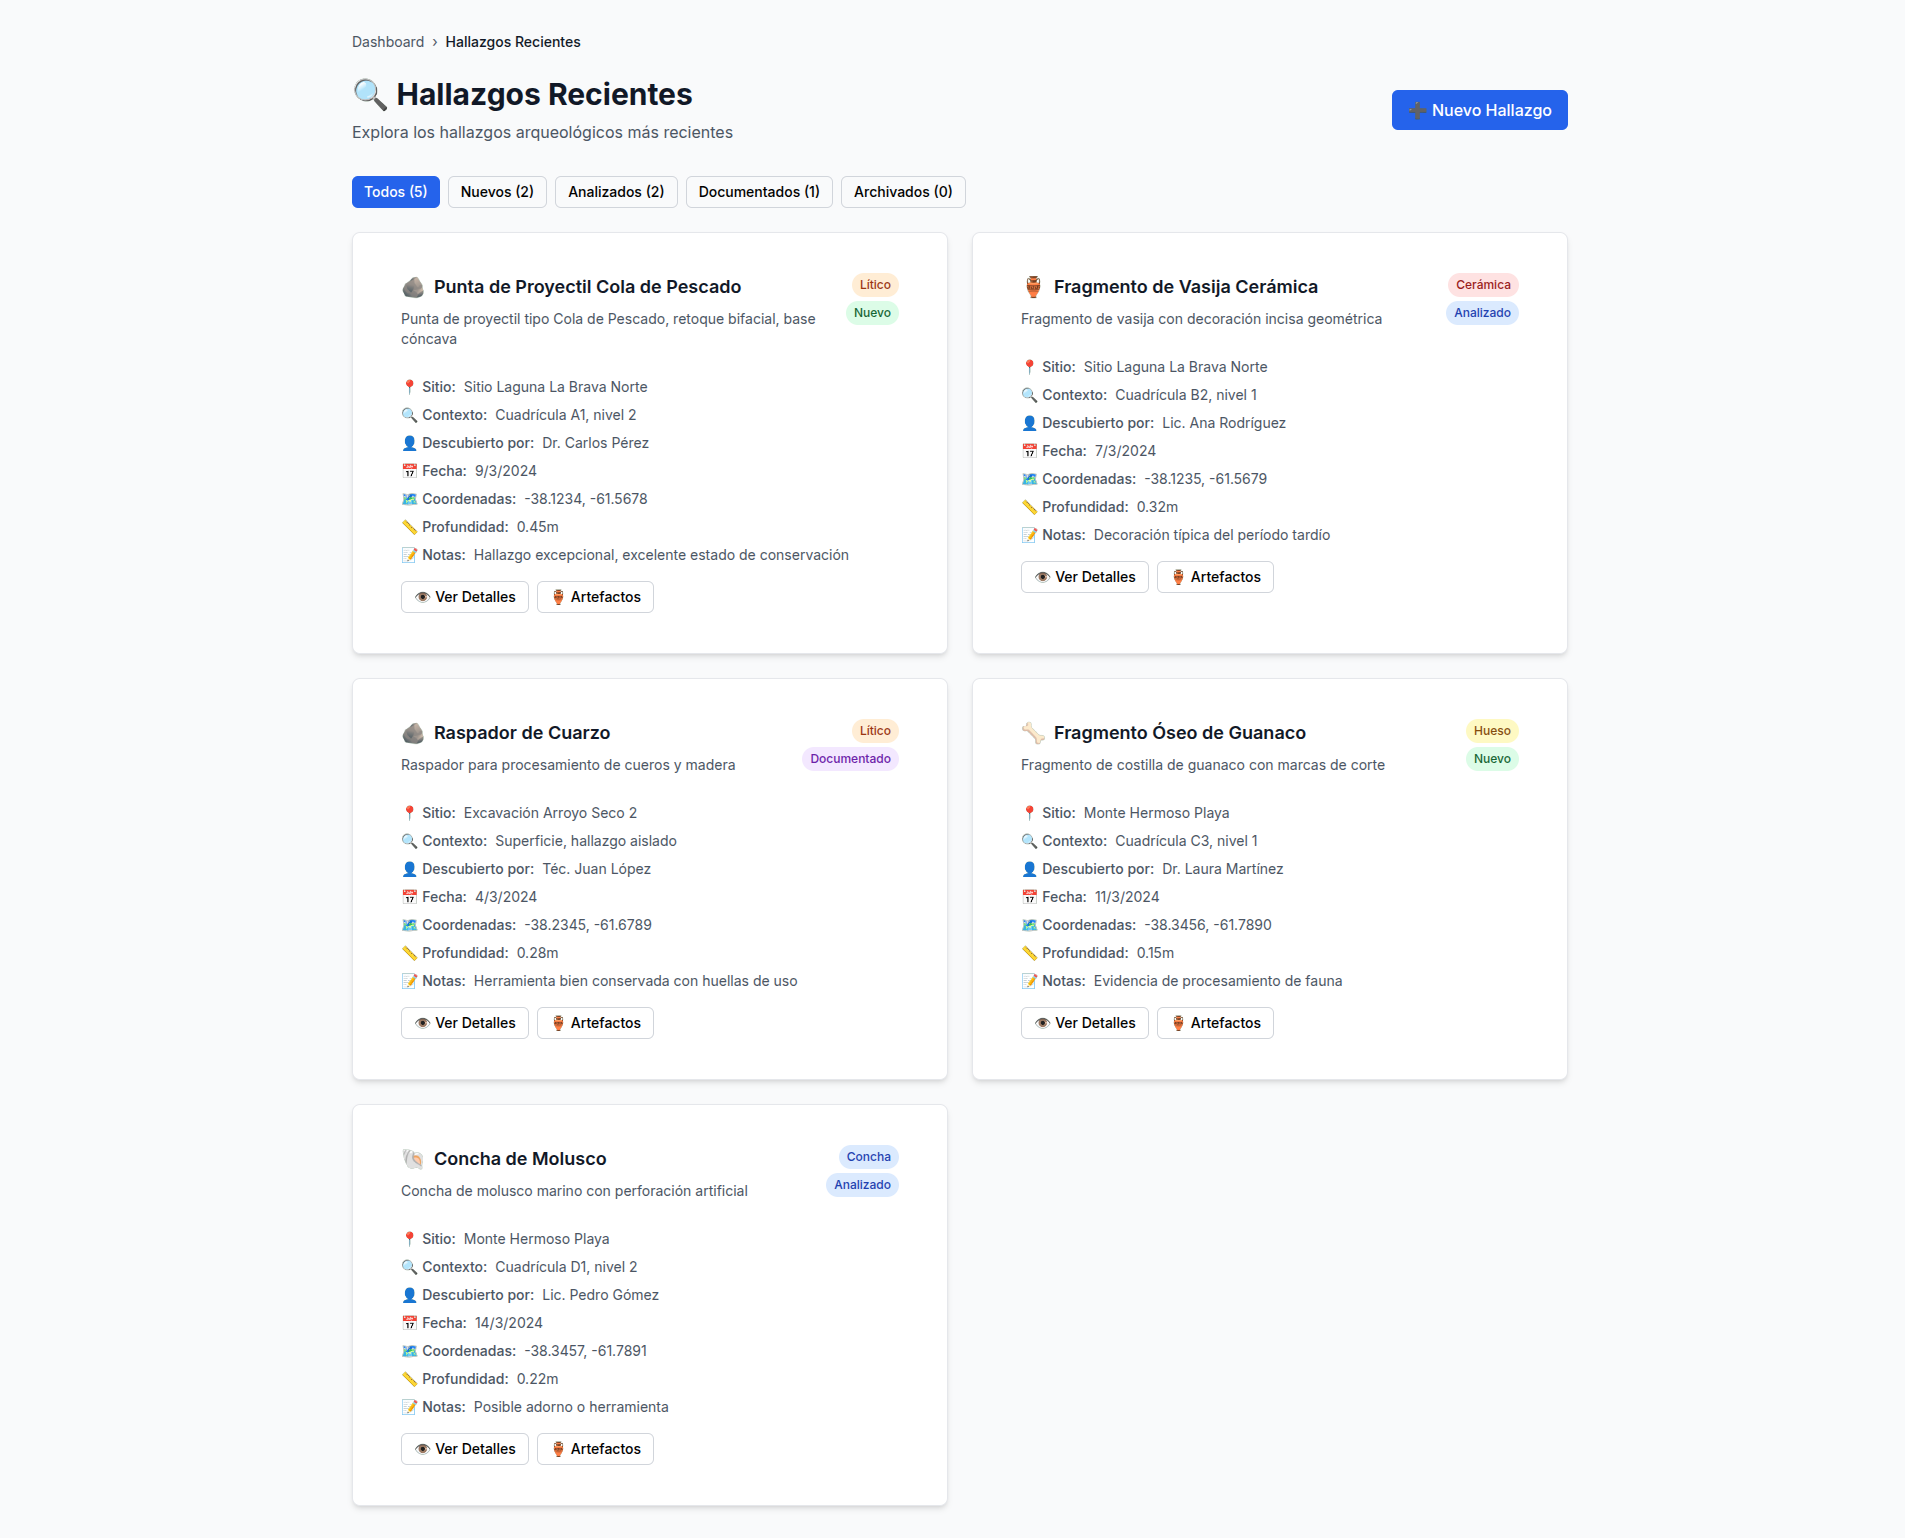 Dashboard › Hallazgos Recientes
🔍 Hallazgos Recientes
Explora los hallazgos arqueológicos más recientes
➕ Nuevo Hallazgo
Todos (5) Nuevos (2) Analizados (2) Documentados (1) Archivados (0)
Punta de Proyectil Cola de Pescado
Lítico
Nuevo
Punta de proyectil tipo Cola de Pescado, retoque bifacial, base
cóncava
Sitio: Sitio Laguna La Brava Norte
Contexto: Cuadrícula A1, nivel 2
Descubierto por: Dr. Carlos Pérez
Fecha: 9/3/2024
Coordenadas: -38.1234, -61.5678
Profundidad: 0.45m
Notas: Hallazgo excepcional, excelente estado de conservación
Ver Detalles Artefactos
Fragmento de Vasija Cerámica
Cerámica
Analizado
Fragmento de vasija con decoración incisa geométrica
Sitio: Sitio Laguna La Brava Norte
Contexto: Cuadrícula B2, nivel 1
Descubierto por: Lic. Ana Rodríguez
Fecha: 7/3/2024
Coordenadas: -38.1235, -61.5679
Profundidad: 0.32m
Notas: Decoración típica del período tardío
Ver Detalles Artefactos
Raspador de Cuarzo
Lítico
Documentado
Raspador para procesamiento de cueros y madera
Sitio: Excavación Arroyo Seco 2
Contexto: Superficie, hallazgo aislado
Descubierto por: Téc. Juan López
Fecha: 4/3/2024
Coordenadas: -38.2345, -61.6789
Profundidad: 0.28m
Notas: Herramienta bien conservada con huellas de uso
Ver Detalles Artefactos
Fragmento Óseo de Guanaco
Hueso
Nuevo
Fragmento de costilla de guanaco con marcas de corte
Sitio: Monte Hermoso Playa
Contexto: Cuadrícula C3, nivel 1
Descubierto por: Dr. Laura Martínez
Fecha: 11/3/2024
Coordenadas: -38.3456, -61.7890
Profundidad: 0.15m
Notas: Evidencia de procesamiento de fauna
Ver Detalles Artefactos
Concha de Molusco
Concha
Analizado
Concha de molusco marino con perforación artificial
Sitio: Monte Hermoso Playa
Contexto: Cuadrícula D1, nivel 2
Descubierto por: Lic. Pedro Gómez
Fecha: 14/3/2024
Coordenadas: -38.3457, -61.7891
Profundidad: 0.22m
Notas: Posible adorno o herramienta
Ver Detalles Artefactos